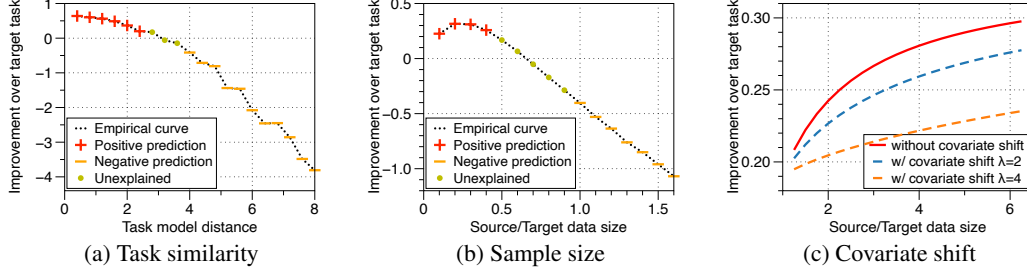 Improvement over target task
1
0
−1
−2
−3
−4
0
2
4
6
8
Task model distance
Empirical curve
Positive prediction
Negative prediction
Unexplained
(a) Task similarity
Improvement over target task
0.5
0
−0.5
−1.0
0
0.5
1.0
1.5
Source/Target data size
Empirical curve
Positive prediction
Negative prediction
Unexplained
(b) Sample size
Improvement over target task
0.30
0.25
0.20
2
4
6
Source/Target data size
without covariate shift
w/ covariate shift λ=2
w/ covariate shift λ=4
(c) Covariate shift